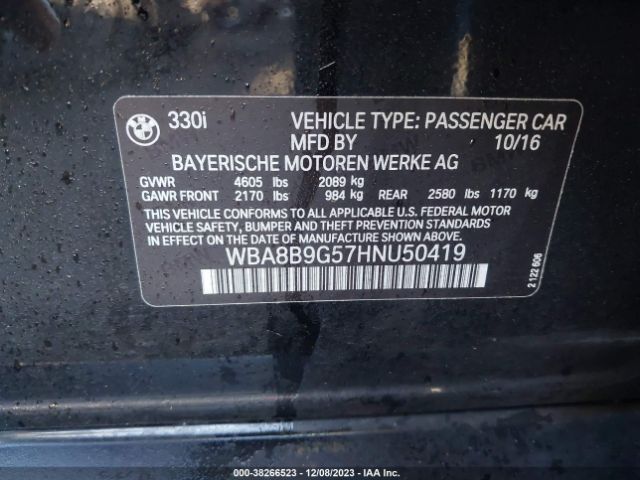 BMW
330i VEHICLE TYPE: PASSENGER CAR
MFD BY 10/16
BAYERISCHE MOTOREN WERKE AG
GVWR 4605 lbs 2089 kg
GAWR FRONT 2170 lbs 984 kg REAR 2580 lbs 1170 kg
THIS VEHICLE CONFORMS TO ALL APPLICABLE U.S. FEDERAL MOTOR
VEHICLE SAFETY, BUMPER AND THEFT PREVENTION STANDARDS
IN EFFECT ON THE DATE OF MANUFACTURE SHOWN ABOVE.
WBA8B9G57HNU50419
2 122 606
000-38266523 - 12/08/2023 - IAA Inc.